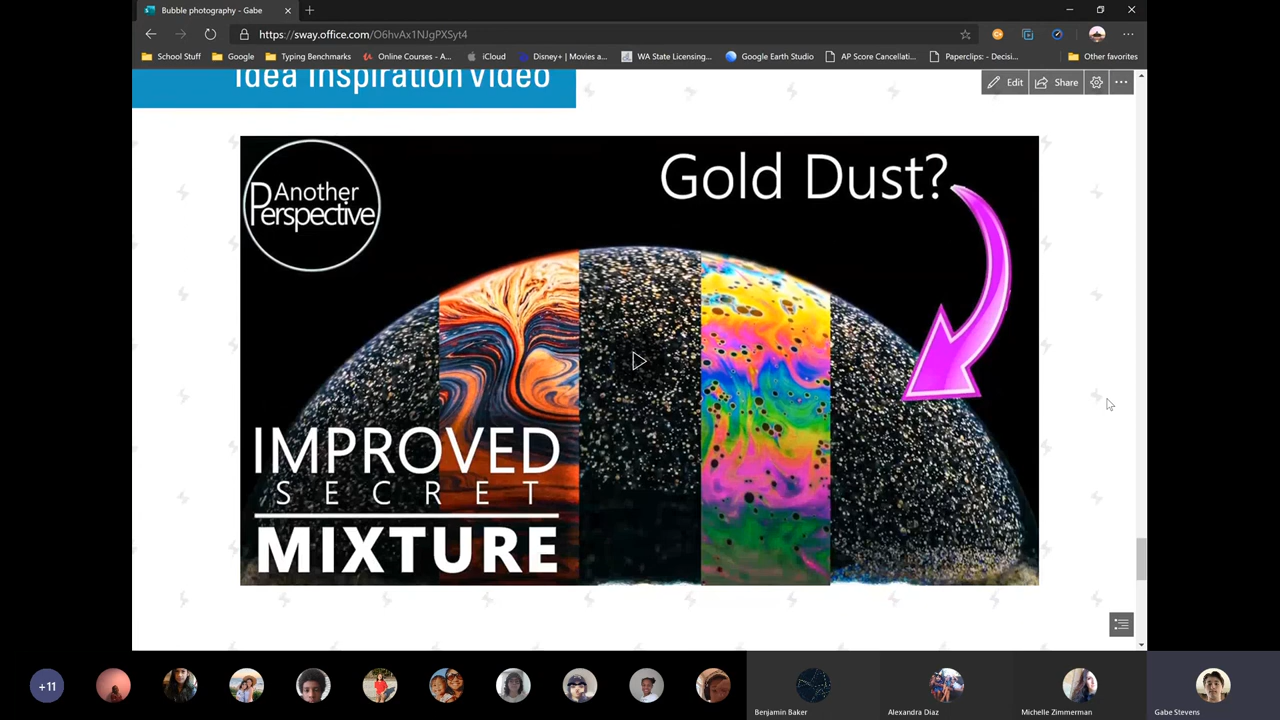 Bubble photography - Gabe
https://sway.office.com/O6hvAx1NJgPXSyt4
School Stuff
Google
Typing Benchmarks
Online Courses - A...
iCloud
Disney+ | Movies a...
WA State Licensing...
Google Earth Studio
AP Score Cancellati...
Paperclips: - Decisi...
Other favorites
Idea Inspiration Video
Edit
Share
Another
Perspective
Gold Dust?
IMPROVED
SECRET
MIXTURE
+11
Benjamin Baker
Alexandra Diaz
Michelle Zimmerman
Gabe Stevens